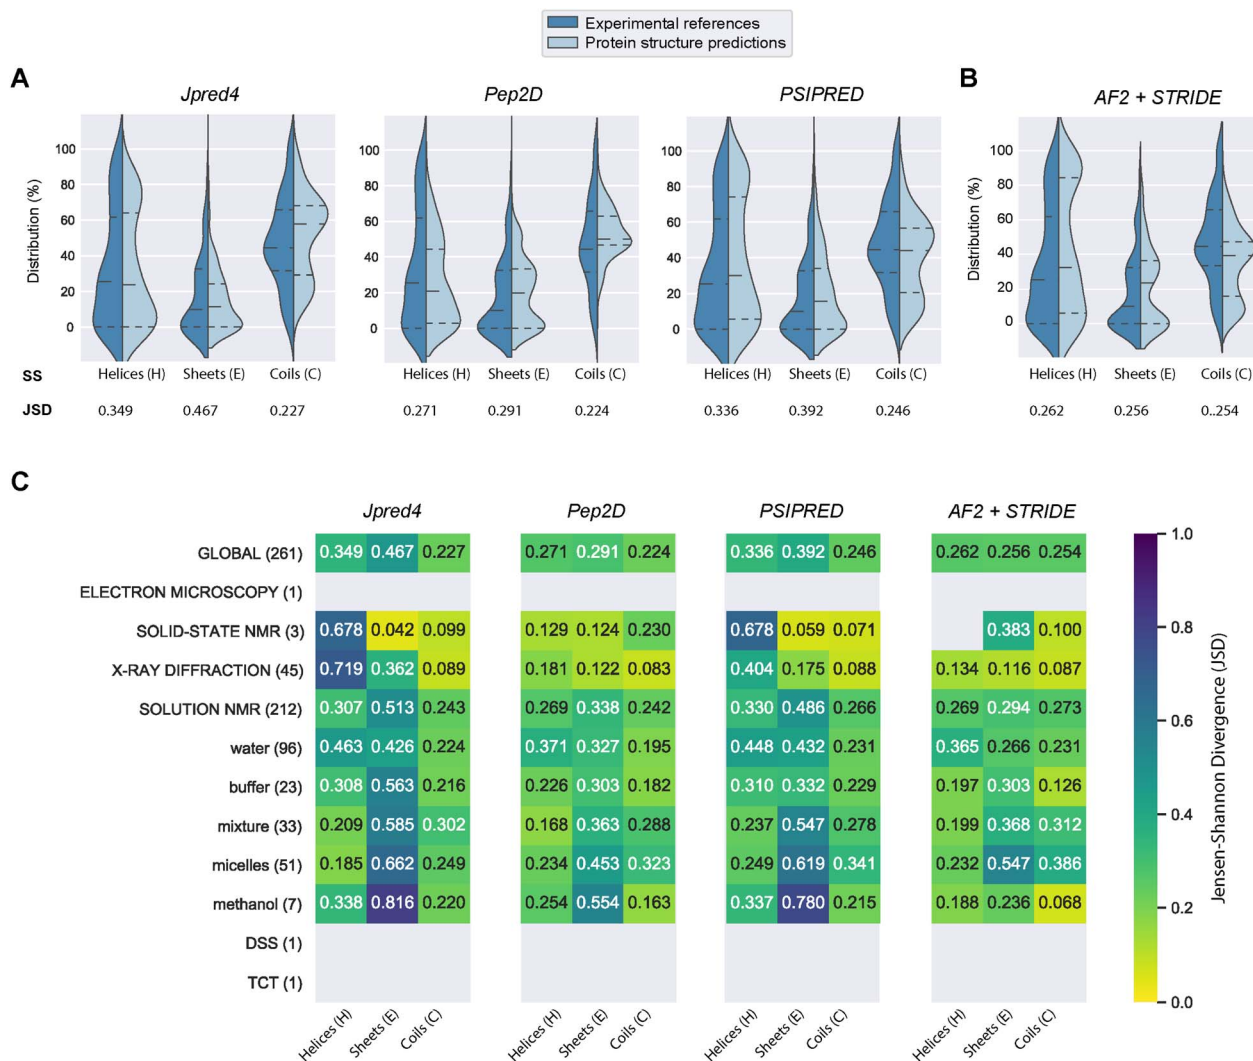 Experimental references
Protein structure predictions
A
B
Jpred4 Pep2D PSIPRED AF2 + STRIDE
Distribution (%)
100
80
60
40
20
0
100
80
60
40
20
0
100
80
60
40
20
0
Distribution (%)
100
80
60
40
20
0
SS Helices (H) Sheets (E) Coils (C) Helices (H) Sheets (E) Coils (C) Helices (H) Sheets (E) Coils (C) Helices (H) Sheets (E) Coils (C)
JSD 0.349 0.467 0.227 0.271 0.291 0.224 0.336 0.392 0.246 0.262 0.256 0..254
C
Jpred4 Pep2D PSIPRED AF2 + STRIDE
GLOBAL (261) 0.349 0.467 0.227 0.271 0.291 0.224 0.336 0.392 0.246 0.262 0.256 0.254
ELECTRON MICROSCOPY (1)
SOLID-STATE NMR (3) 0.678 0.042 0.099 0.129 0.124 0.230 0.678 0.059 0.071 0.383 0.100
X-RAY DIFFRACTION (45) 0.719 0.362 0.089 0.181 0.122 0.083 0.404 0.175 0.088 0.134 0.116 0.087
SOLUTION NMR (212) 0.307 0.513 0.243 0.269 0.338 0.242 0.330 0.486 0.266 0.269 0.294 0.273
water (96) 0.463 0.426 0.224 0.371 0.327 0.195 0.448 0.432 0.231 0.365 0.266 0.231
buffer (23) 0.308 0.563 0.216 0.226 0.303 0.182 0.310 0.332 0.229 0.197 0.303 0.126
mixture (33) 0.209 0.585 0.302 0.168 0.363 0.288 0.237 0.547 0.278 0.199 0.368 0.312
micelles (51) 0.185 0.662 0.249 0.234 0.453 0.323 0.249 0.619 0.341 0.232 0.547 0.386
methanol (7) 0.338 0.816 0.220 0.254 0.554 0.163 0.337 0.780 0.215 0.188 0.236 0.068
DSS (1)
TCT (1)
Helices (H) Sheets (E) Coils (C) Helices (H) Sheets (E) Coils (C) Helices (H) Sheets (E) Coils (C) Helices (H) Sheets (E) Coils (C)
1.0
0.8
0.6
0.4
0.2
0.0
Jensen-Shannon Divergence (JSD)